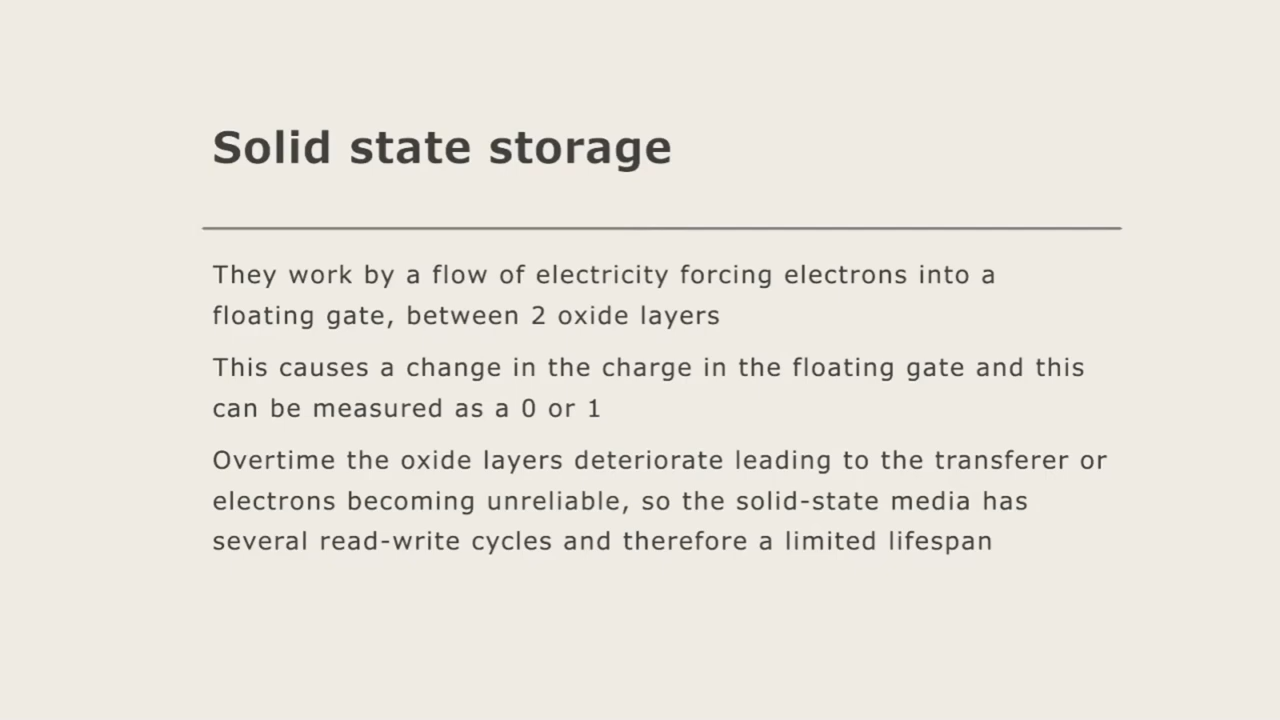 Solid state storage
They work by a flow of electricity forcing electrons into a
floating gate, between 2 oxide layers
This causes a change in the charge in the floating gate and this
can be measured as a 0 or 1
Overtime the oxide layers deteriorate leading to the transferer or
electrons becoming unreliable, so the solid-state media has
several read-write cycles and therefore a limited lifespan